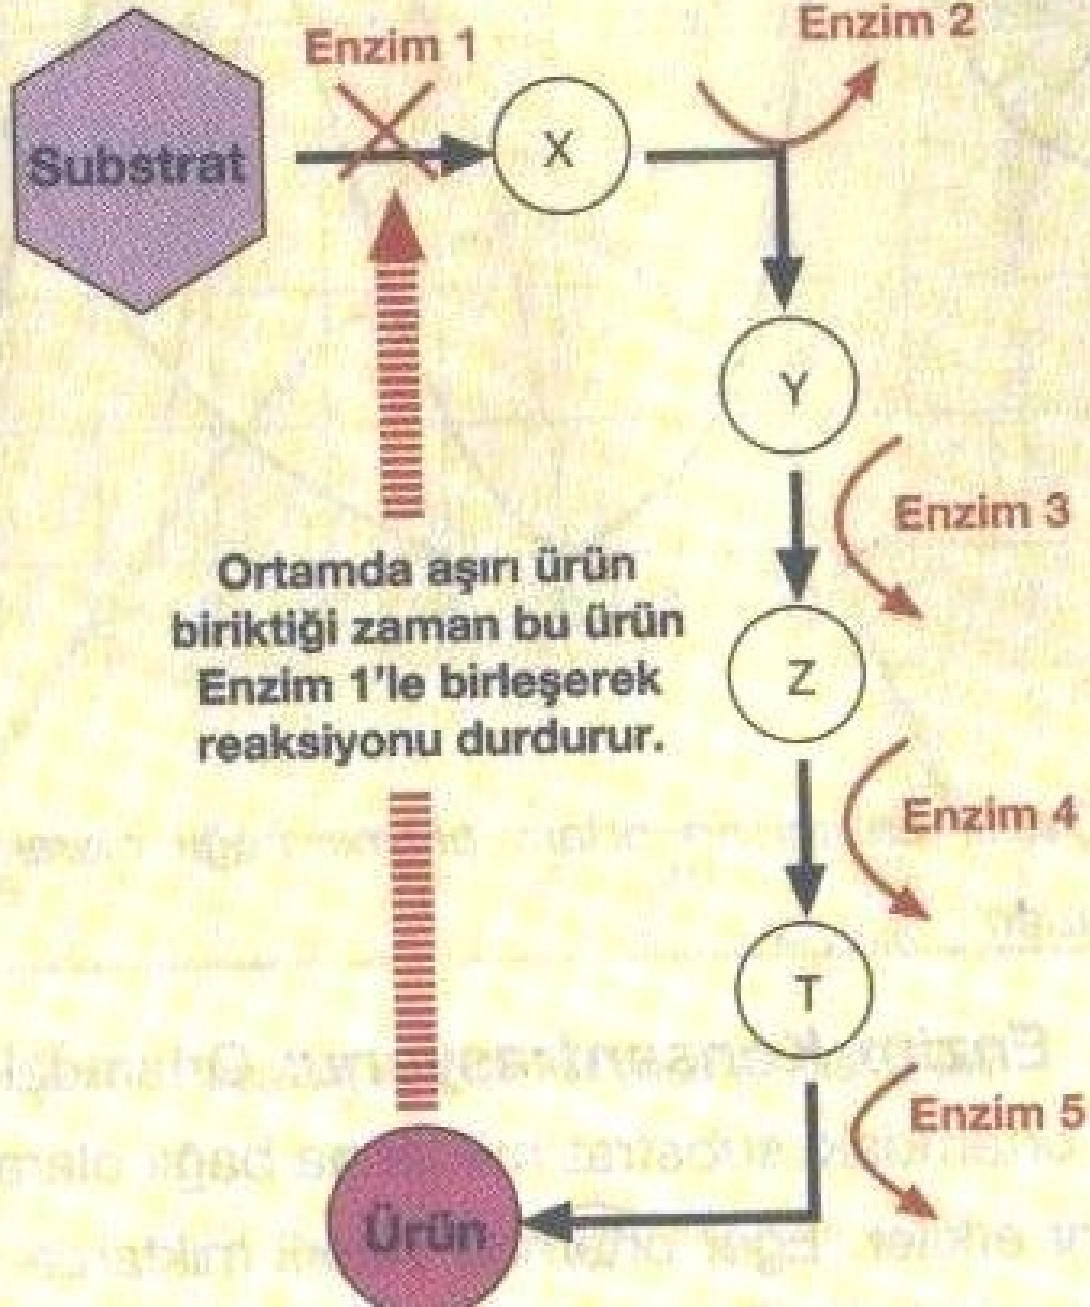 Enzim 1
Enzim 2
Substrat
X
Y
Enzim 3
Ortamda aşırı ürün
biriktiği zaman bu ürün
Enzim 1'le birleşerek
reaksiyonu durdurur.
Z
Enzim 4
T
Enzim 5
Ürün